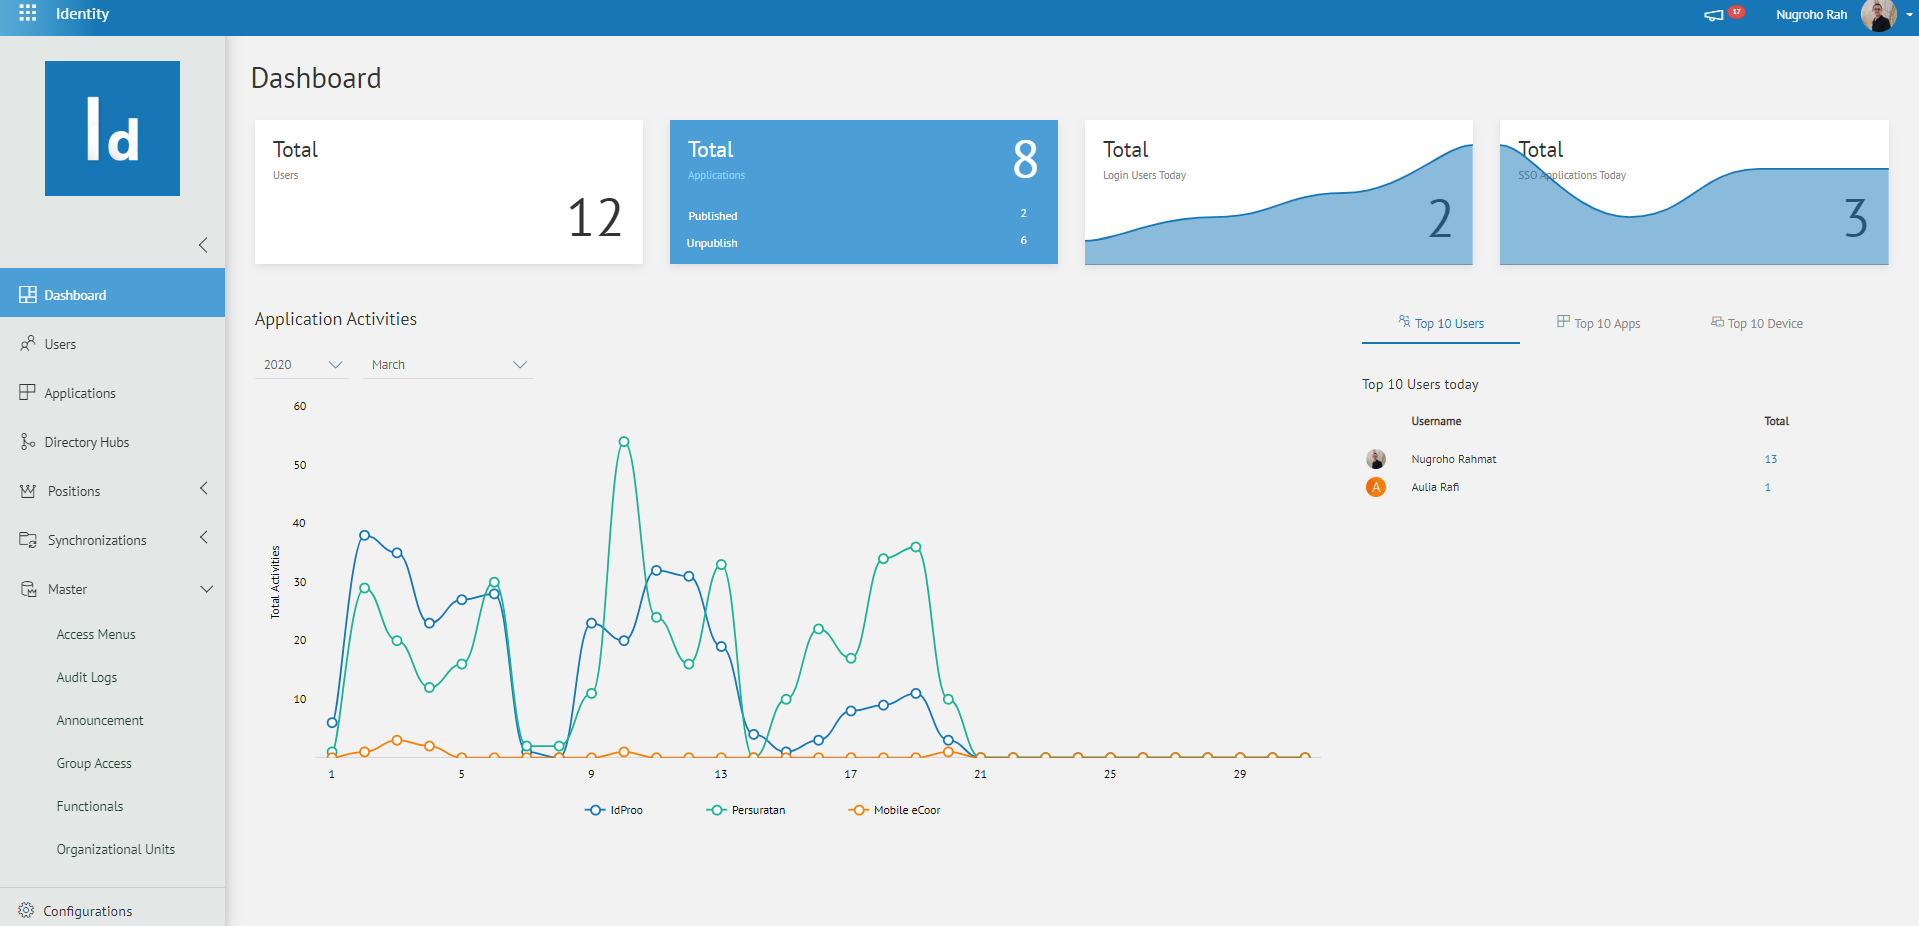 Identity
17
Nugroho Rah
Id
Dashboard
Users
Applications
Directory Hubs
Positions
Synchronizations
Master
Access Menus
Audit Logs
Announcement
Group Access
Functionals
Organizational Units
Configurations
Dashboard
Total
Users
12
Total
Applications
8
Published 2
Unpublish 6
Total
Login Users Today
2
Total
SSO Applications Today
3
Application Activities
2020 March
60
50
40
30
20
10
Total Activities
1 5 9 13 17 21 25 29
IdProo Persuratan Mobile eCoor
Top 10 Users Top 10 Apps Top 10 Device
Top 10 Users today
Username Total
Nugroho Rahmat 13
A Aulia Rafi 1